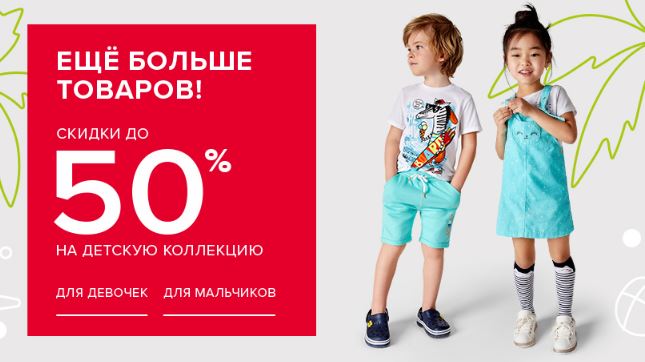 ЕЩЁ БОЛЬШЕ
ТОВАРОВ!
СКИДКИ ДО
50%
НА ДЕТСКУЮ КОЛЛЕКЦИЮ
ДЛЯ ДЕВОЧЕК ДЛЯ МАЛЬЧИКОВ